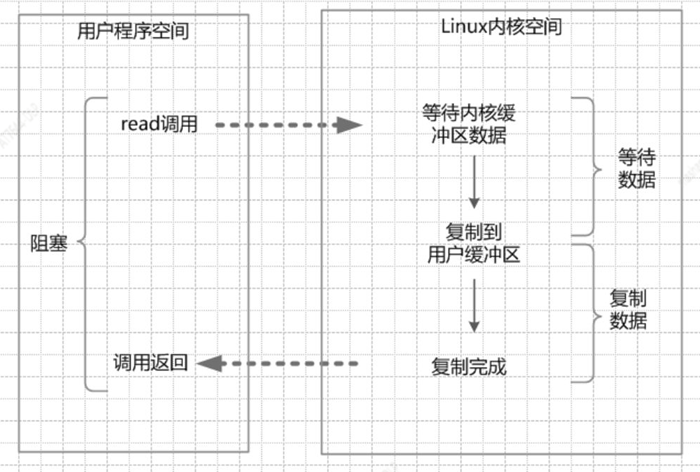 用户程序空间
Linux内核空间
read调用
等待内核缓
冲区数据
等待
数据
阻塞
复制到
用户缓冲区
复制
数据
调用返回
复制完成